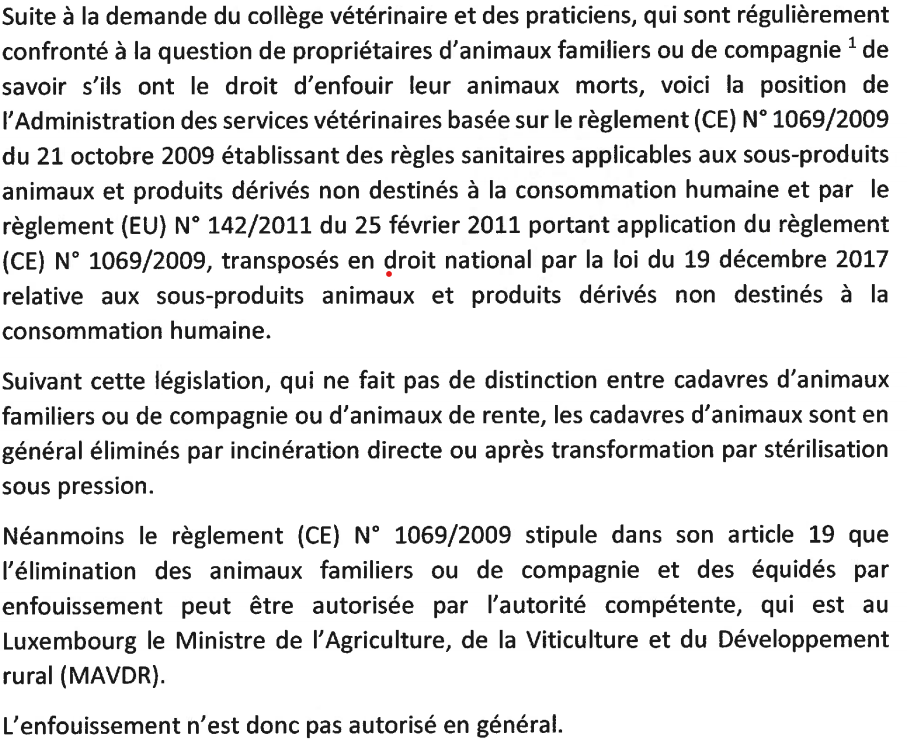 Suite à la demande du collège vétérinaire et des praticiens, qui sont régulièrement
confronté à la question de propriétaires d'animaux familiers ou de compagnie ¹ de
savoir s'ils ont le droit d'enfouir leur animaux morts, voici la position de
l'Administration des services vétérinaires basée sur le règlement (CE) N° 1069/2009
du 21 octobre 2009 établissant des règles sanitaires applicables aux sous-produits
animaux et produits dérivés non destinés à la consommation humaine et par le
règlement (EU) N° 142/2011 du 25 février 2011 portant application du règlement
(CE) N° 1069/2009, transposés en droit national par la loi du 19 décembre 2017
relative aux sous-produits animaux et produits dérivés non destinés à la
consommation humaine.
Suivant cette législation, qui ne fait pas de distinction entre cadavres d'animaux
familiers ou de compagnie ou d'animaux de rente, les cadavres d'animaux sont en
général éliminés par incinération directe ou après transformation par stérilisation
sous pression.
Néanmoins le règlement (CE) N° 1069/2009 stipule dans son article 19 que
l'élimination des animaux familiers ou de compagnie et des équidés par
enfouissement peut être autorisée par l'autorité compétente, qui est au
Luxembourg le Ministre de l'Agriculture, de la Viticulture et du Développement
rural (MAVDR).
L'enfouissement n'est donc pas autorisé en général.